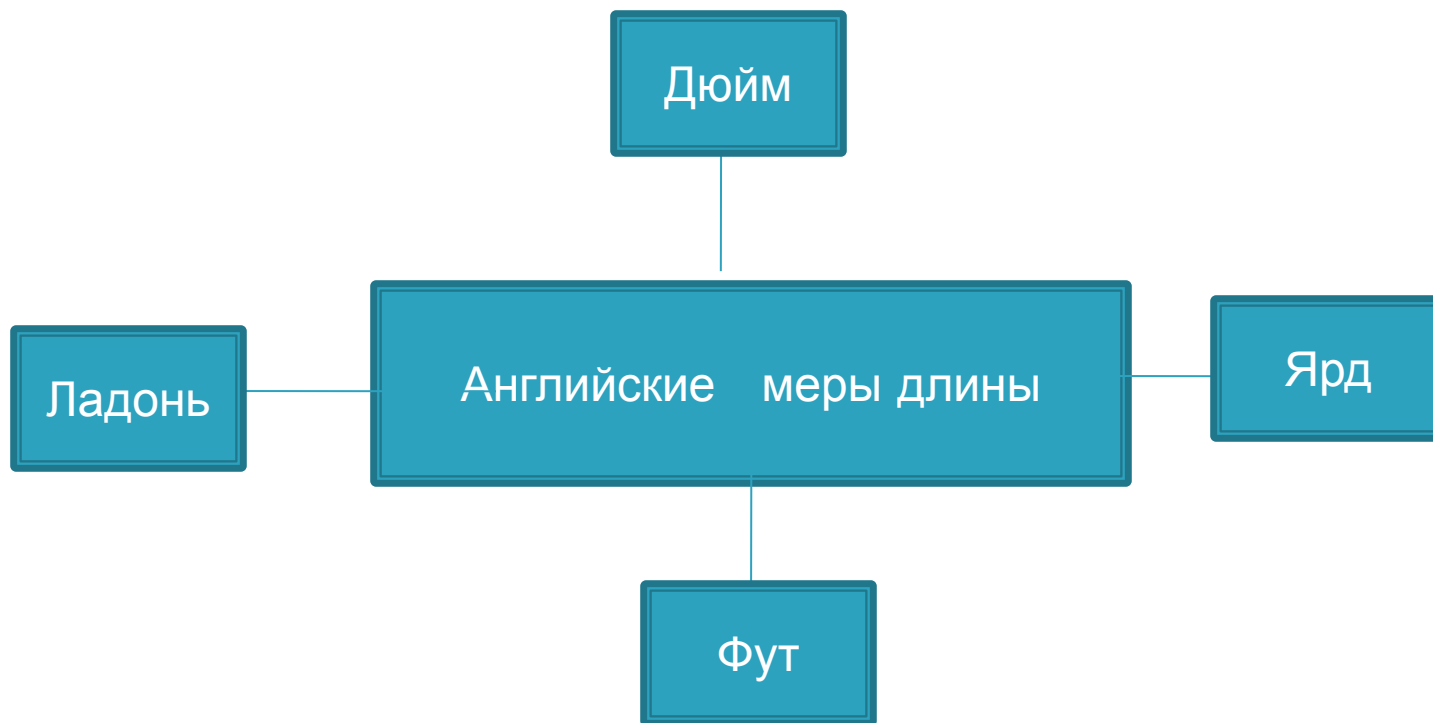 Дюйм
Ладонь
Английские меры длины
Ярд
Фут